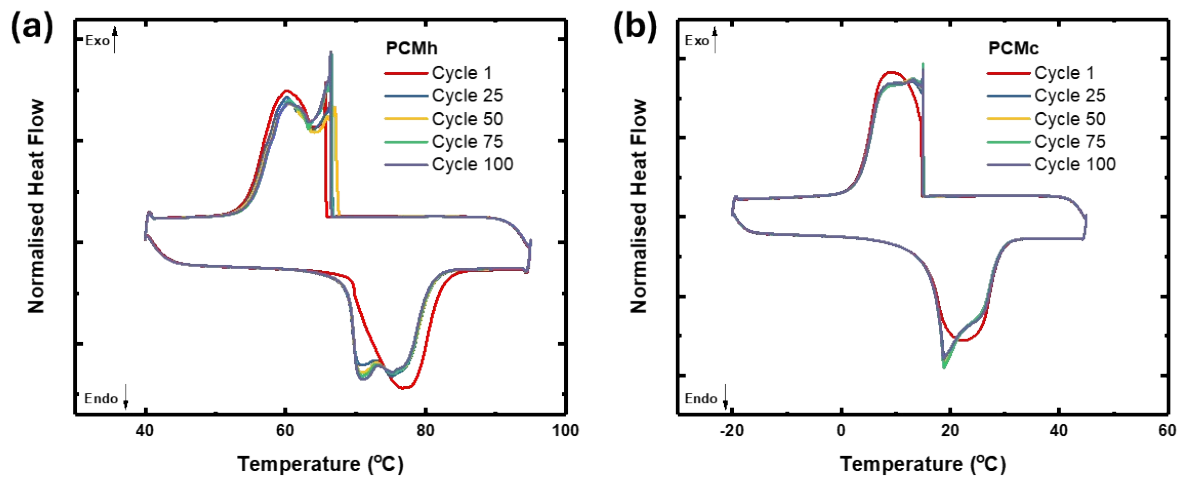 (a)
Exo
PCMh
Cycle 1
Cycle 25
Cycle 50
Cycle 75
Cycle 100
Normalised Heat Flow
Endo
40
60
80
100
Temperature (°C)
(b)
Exo
PCMc
Cycle 1
Cycle 25
Cycle 50
Cycle 75
Cycle 100
Normalised Heat Flow
Endo
-20
0
20
40
60
Temperature (°C)